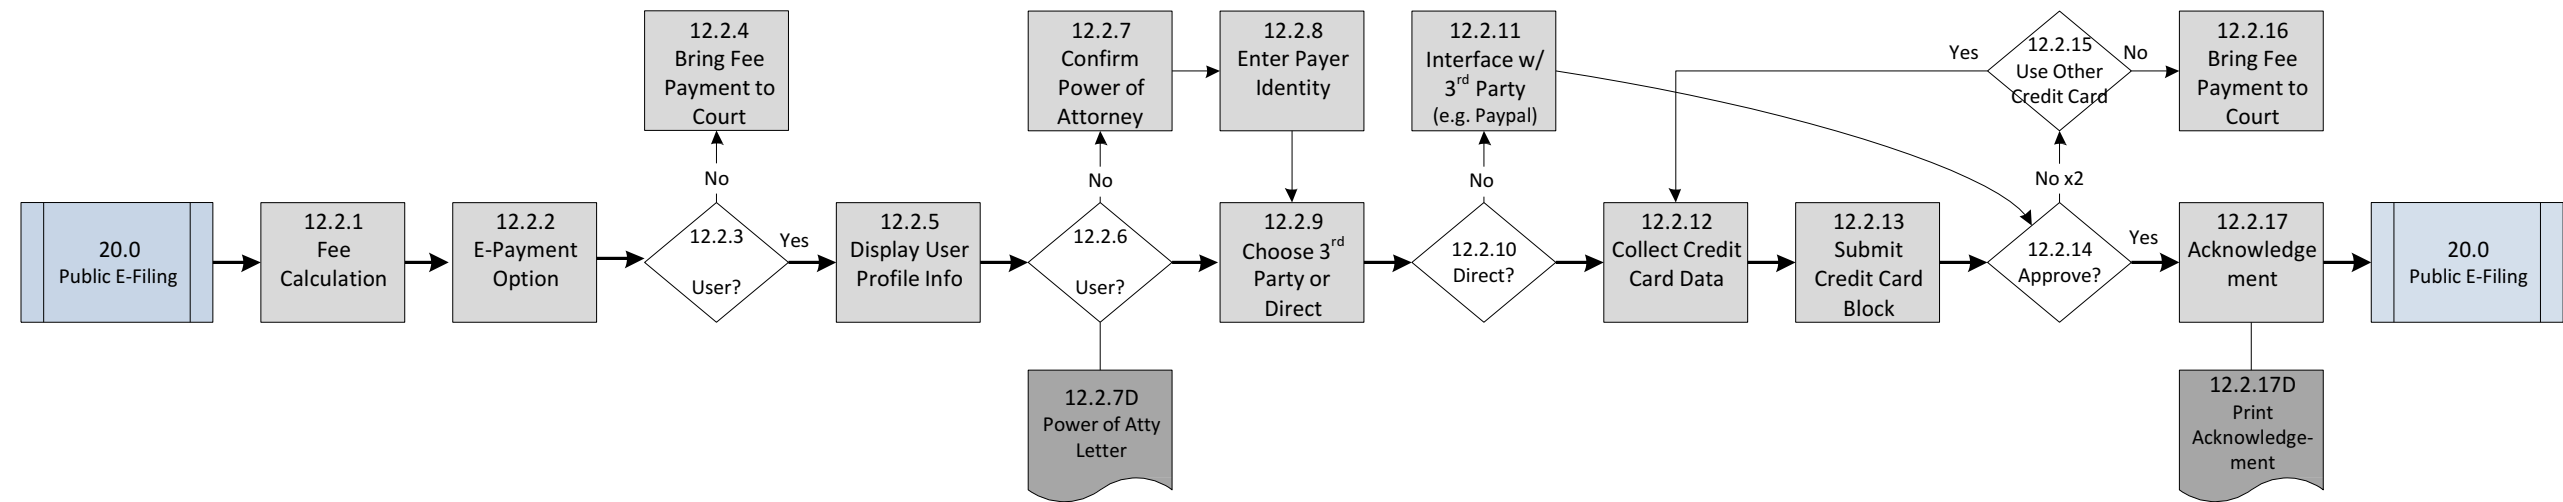 12.2.4
Bring Fee
Payment to
Court
12.2.7
Confirm
Power of
Attorney
12.2.8
Enter Payer
Identity
12.2.11
Interface w/
3rd Party
(e.g. Paypal)
Yes
12.2.15
Use Other
Credit Card
No
12.2.16
Bring Fee
Payment to
Court
No
No
No
No x2
20.0
Public E-Filing
12.2.1
Fee
Calculation
12.2.2
E-Payment
Option
12.2.3
User?
Yes
12.2.5
Display User
Profile Info
12.2.6
User?
12.2.9
Choose 3rd
Party or
Direct
12.2.10
Direct?
12.2.12
Collect Credit
Card Data
12.2.13
Submit
Credit Card
Block
12.2.14
Approve?
Yes
12.2.17
Acknowledge
ment
20.0
Public E-Filing
12.2.7D
Power of Atty
Letter
12.2.17D
Print
Acknowledge-
ment